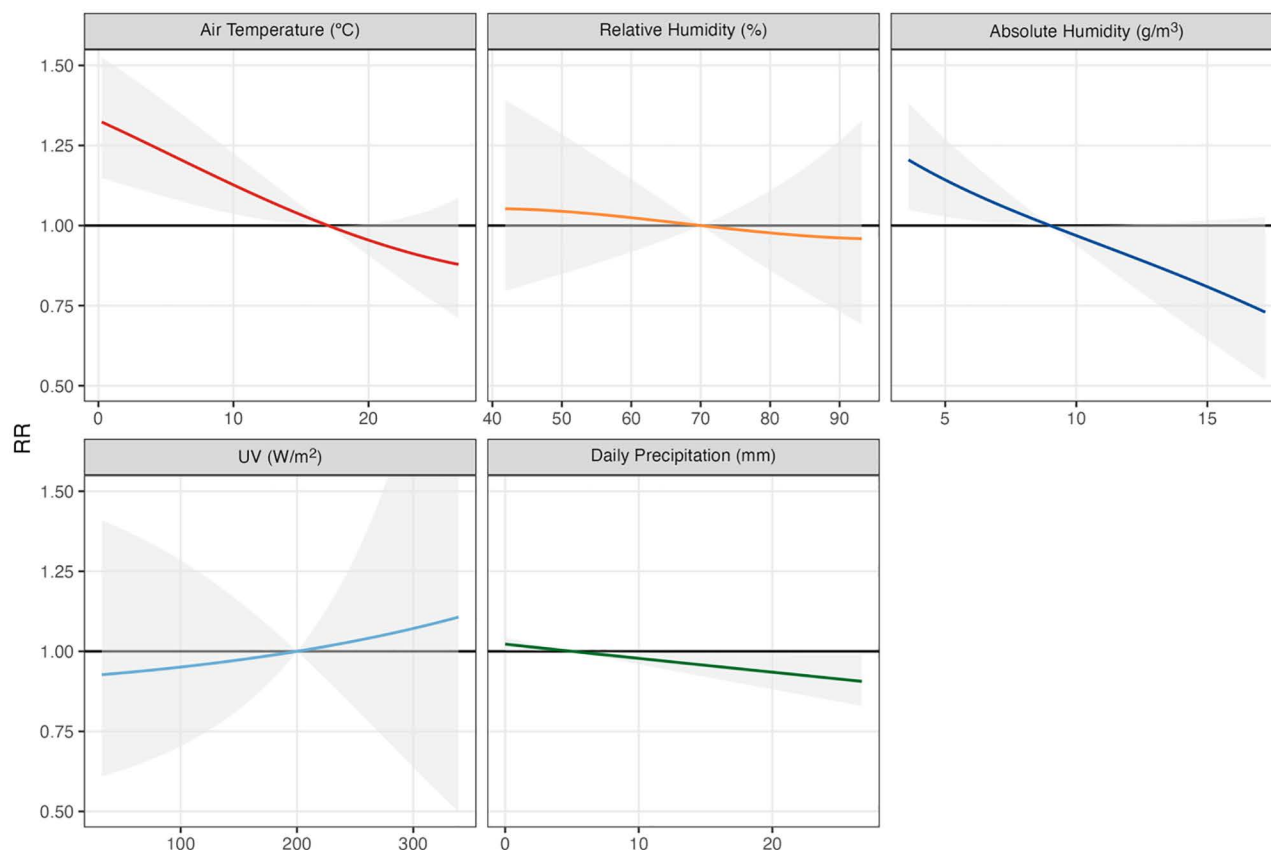 Air Temperature (°C)
Relative Humidity (%)
Absolute Humidity (g/m³)
1.50
1.25
1.00
0.75
0.50
0 10 20
40 50 60 70 80 90
5 10 15
RR
UV (W/m²)
Daily Precipitation (mm)
1.50
1.25
1.00
0.75
0.50
100 200 300
0 10 20